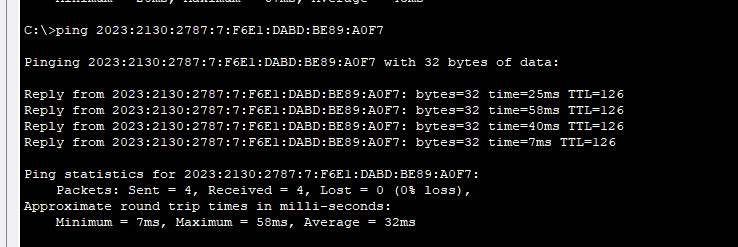 C:\>ping 2023:2130:2787:7:F6E1:DABD:BE89:A0F7
Pinging 2023:2130:2787:7:F6E1:DABD:BE89:A0F7 with 32 bytes of data:
Reply from 2023:2130:2787:7:F6E1:DABD:BE89:A0F7: bytes=32 time=25ms TTL=126
Reply from 2023:2130:2787:7:F6E1:DABD:BE89:A0F7: bytes=32 time=58ms TTL=126
Reply from 2023:2130:2787:7:F6E1:DABD:BE89:A0F7: bytes=32 time=40ms TTL=126
Reply from 2023:2130:2787:7:F6E1:DABD:BE89:A0F7: bytes=32 time=7ms TTL=126
Ping statistics for 2023:2130:2787:7:F6E1:DABD:BE89:A0F7:
Packets: Sent = 4, Received = 4, Lost = 0 (0% loss),
Approximate round trip times in milli-seconds:
Minimum = 7ms, Maximum = 58ms, Average = 32ms